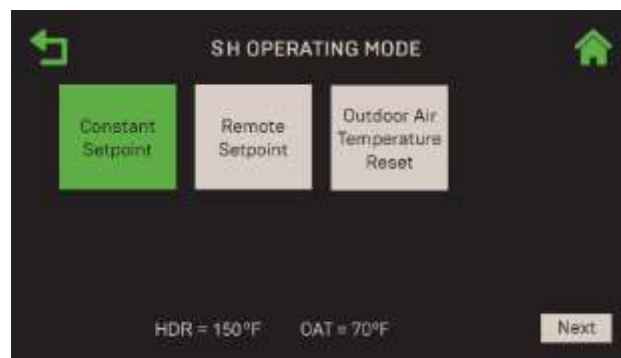 SH OPERATING MODE
Constant
Setpoint
Remote
Setpoint
Outdoor Air
Temperature
Reset
HDR = 150°F OAT = 70°F
Next